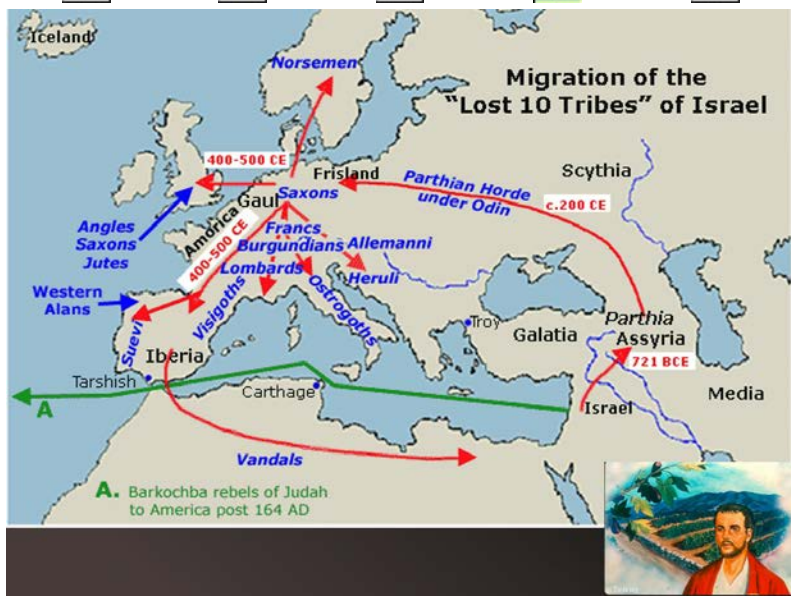 Iceland
Norsemen
Migration of the
"Lost 10 Tribes" of Israel
400-500 CE
Frisland
Scythia
Parthian Horde
under Odin
c.200 CE
Gaul
Saxons
Amorica
Angles
Saxons
Jutes
400-500 CE
Francs
Burgundians
Allemanni
Lombards
Heruli
Western
Alans
Visigoths
Ostrogoths
Suevi
Iberia
Troy
Galatia
Parthia
Assyria
721 BCE
Tarshish
Carthage
Israel
Media
A
Vandals
A. Barkochba rebels of Judah
to America post 164 AD